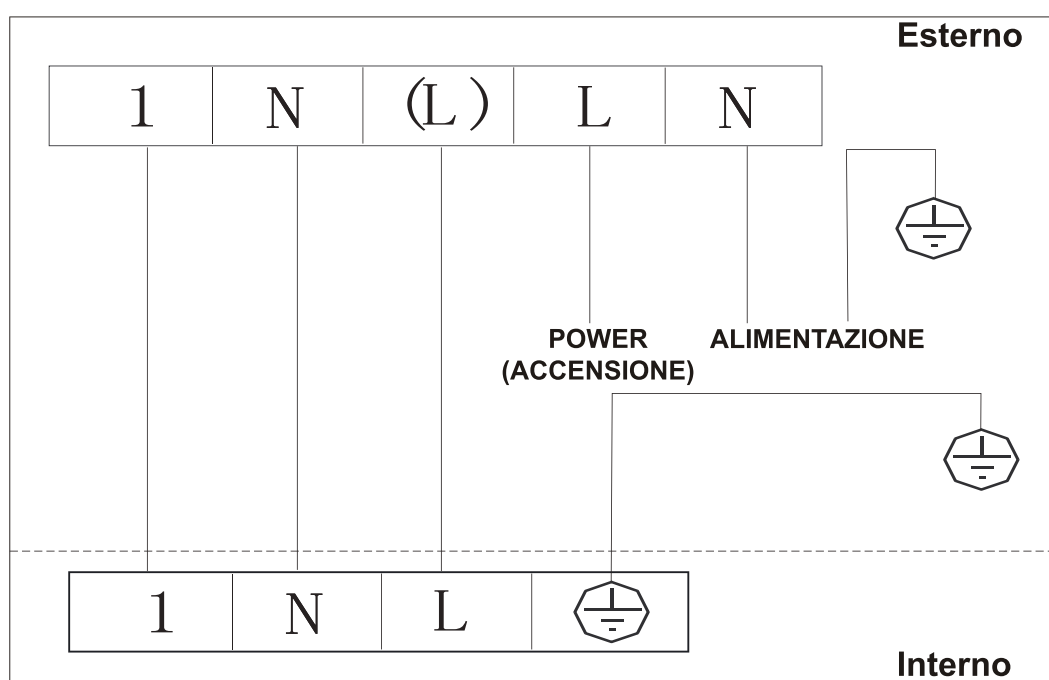 Esterno
1 N (L) L N
POWER ALIMENTAZIONE
(ACCENSIONE)
1 N L
Interno